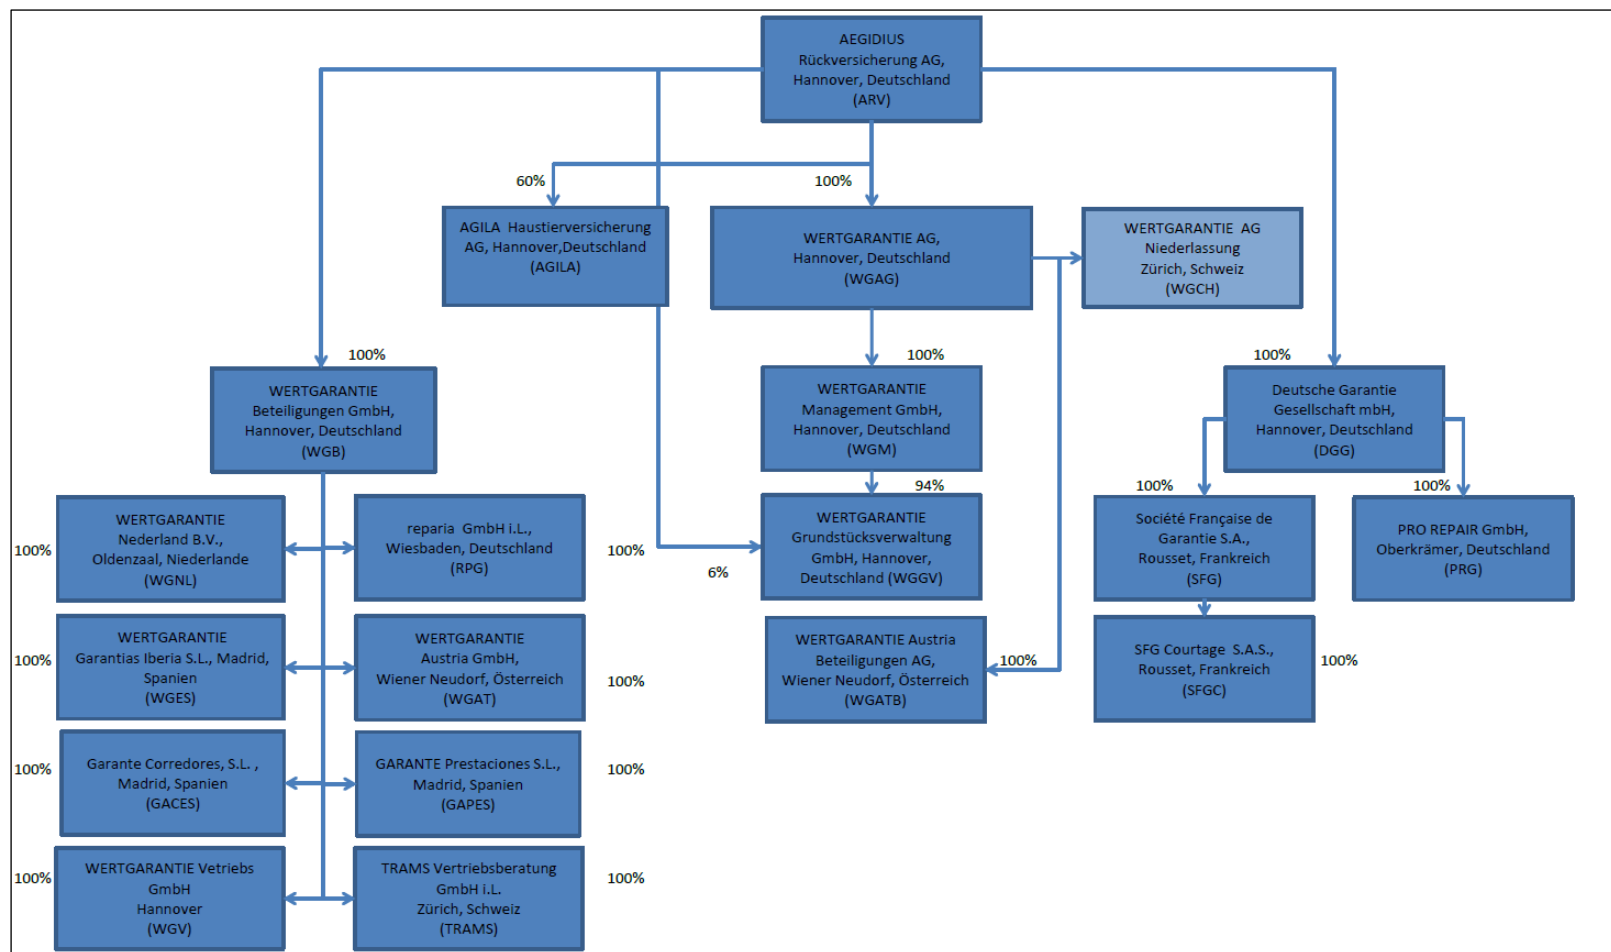 AEGIDIUS
Rückversicherung AG,
Hannover, Deutschland
(ARV)
60%
100%
AGILA Haustierversicherung
AG, Hannover,Deutschland
(AGILA)
WERTGARANTIE AG,
Hannover, Deutschland
(WGAG)
WERTGARANTIE AG
Niederlassung
Zürich, Schweiz
(WGCH)
100%
WERTGARANTIE
Beteiligungen GmbH,
Hannover, Deutschland
(WGB)
100%
WERTGARANTIE
Management GmbH,
Hannover, Deutschland
(WGM)
100%
Deutsche Garantie
Gesellschaft mbH,
Hannover, Deutschland
(DGG)
100%
WERTGARANTIE
Nederland B.V.,
Oldenzaal, Niederlande
(WGNL)
reparia GmbH i.L.,
Wiesbaden, Deutschland
(RPG)
100%
6%
94%
WERTGARANTIE
Grundstücksverwaltung
GmbH, Hannover,
Deutschland (WGGV)
100%
Société Française de
Garantie S.A.,
Rousset, Frankreich
(SFG)
100%
PRO REPAIR GmbH,
Oberkrämer, Deutschland
(PRG)
100%
WERTGARANTIE
Garantias Iberia S.L., Madrid,
Spanien
(WGES)
WERTGARANTIE
Austria GmbH,
Wiener Neudorf, Österreich
(WGAT)
100%
WERTGARANTIE Austria
Beteiligungen AG,
Wiener Neudorf, Österreich
(WGATB)
100%
SFG Courtage S.A.S.,
Rousset, Frankreich
(SFGC)
100%
100%
Garante Corredores, S.L. ,
Madrid, Spanien
(GACES)
GARANTE Prestaciones S.L.,
Madrid, Spanien
(GAPES)
100%
100%
WERTGARANTIE Vetriebs
GmbH
Hannover
(WGV)
TRAMS Vertriebsberatung
GmbH i.L.
Zürich, Schweiz
(TRAMS)
100%